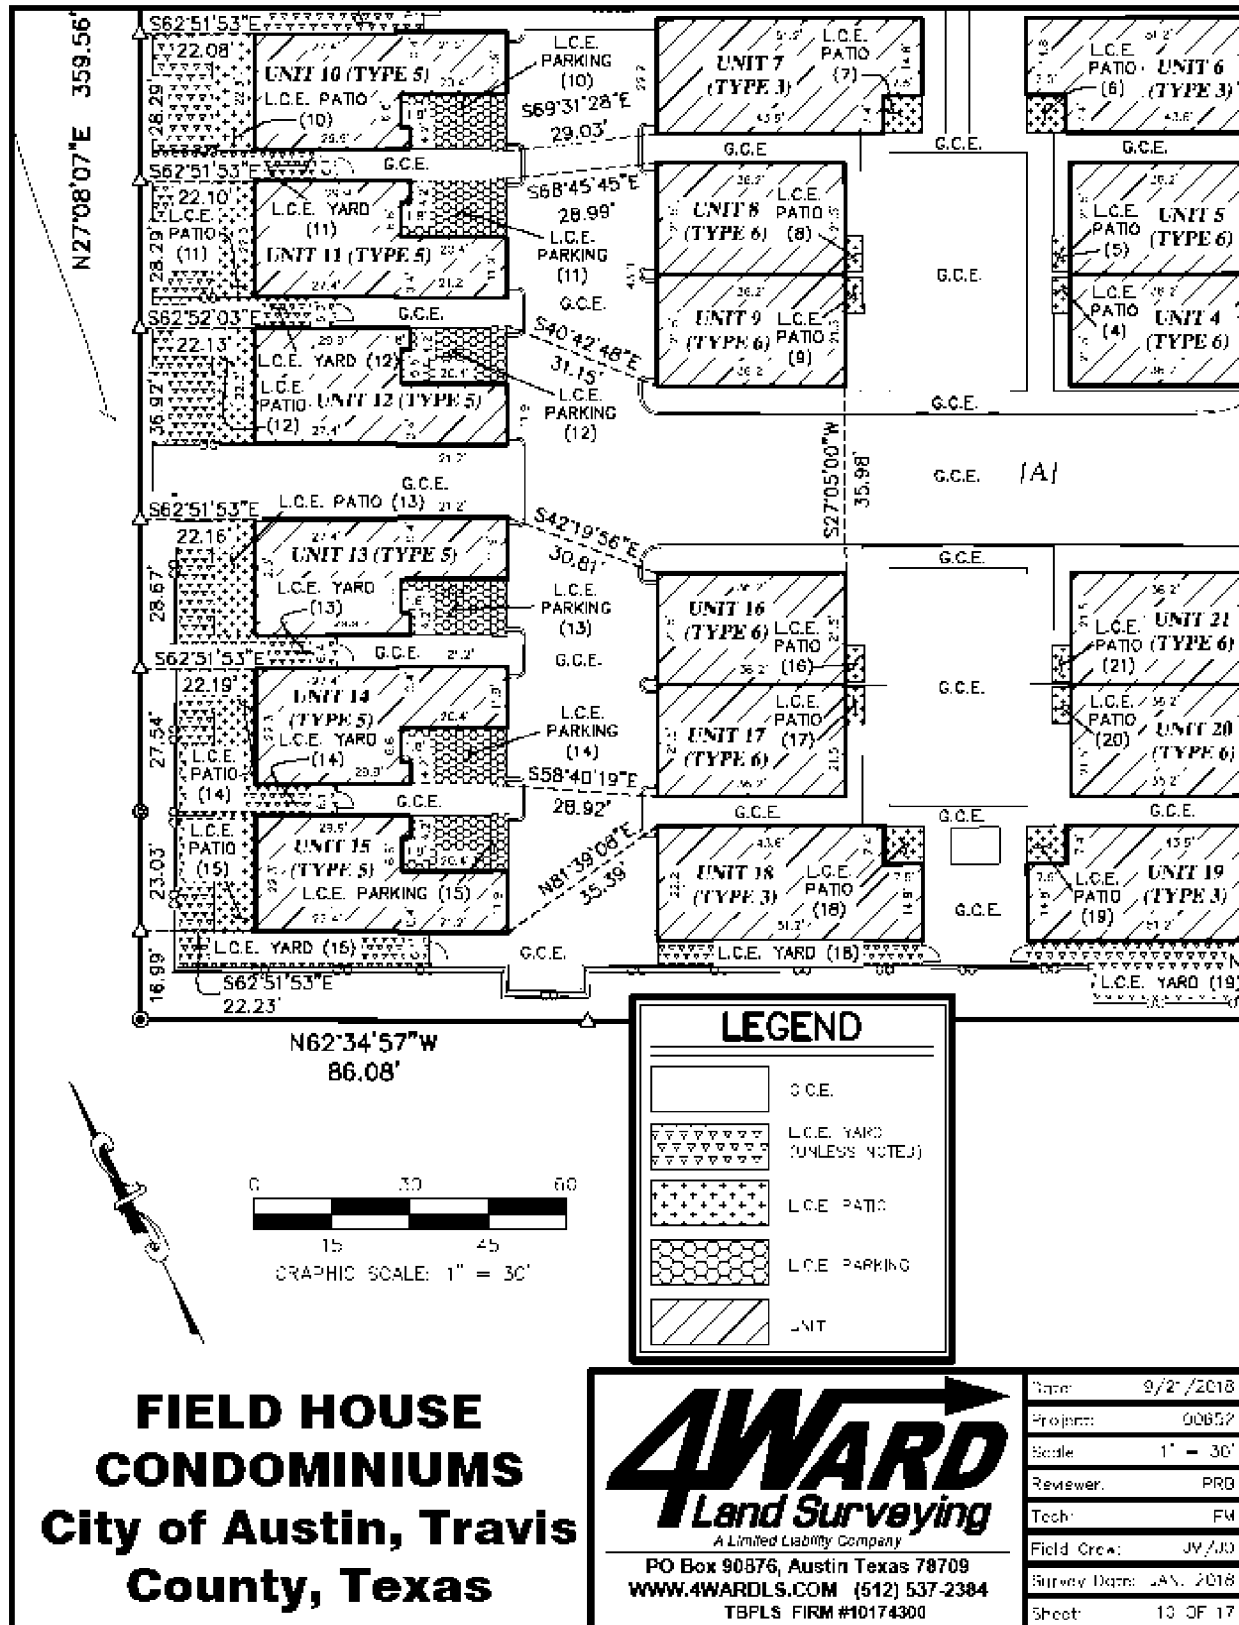 S62°51'53"E
N27°08'07"E 359.56'
22.08'
28.29'
UNIT 10 (TYPE 5)
L.C.E. PATIO
(10)
L.C.E.
PARKING
(10)
S69°31'28"E
29.03'
UNIT 7
(TYPE 3)
L.C.E.
PATIO
(7)
L.C.E.
PATIO
(6)
UNIT 6
(TYPE 3)
G.C.E.
G.C.E
G.C.E.
G.C.E.
S62°51'53"E
22.10'
L.C.E.
PATIO
(11)
28.29'
L.C.E. YARD
(11)
UNIT 11 (TYPE 5)
S68°45'45"E
28.99'
L.C.E.
PARKING
(11)
UNIT 8
(TYPE 6)
L.C.E.
PATIO
(8)
L.C.E.
PATIO
(5)
UNIT 5
(TYPE 6)
G.C.E.
G.C.E.
G.C.E.
S62°52'03"E
22.13'
36.92'
L.C.E. YARD (12)
L.C.E.
PATIO
(12)
UNIT 12 (TYPE 5)
S40°42'48"E
31.15'
L.C.E.
PARKING
(12)
UNIT 9
(TYPE 6)
L.C.E.
PATIO
(9)
L.C.E.
PATIO
(4)
UNIT 4
(TYPE 6)
G.C.E.
21.2'
G.C.E.
S27°05'00"W
35.98'
G.C.E.
[A]
S62°51'53"E
L.C.E. PATIO (13)
21.2'
22.16'
28.67'
UNIT 13 (TYPE 5)
L.C.E. YARD
(13)
S42°19'56"E
30.81'
L.C.E.
PARKING
(13)
G.C.E.
UNIT 16
(TYPE 6)
L.C.E.
PATIO
(16)
L.C.E.
PATIO
(21)
UNIT 21
(TYPE 6)
S62°51'53"E
G.C.E.
21.2'
G.C.E.
G.C.E.
22.19'
27.54'
UNIT 14
(TYPE 5)
L.C.E. YARD
(14)
L.C.E.
PATIO
(14)
L.C.E.
PARKING
(14)
S58°40'19"E
28.92'
UNIT 17
(TYPE 6)
L.C.E.
PATIO
(17)
L.C.E.
PATIO
(20)
UNIT 20
(TYPE 6)
G.C.E.
G.C.E.
G.C.E.
L.C.E.
PATIO
(15)
23.03'
UNIT 15
(TYPE 5)
L.C.E. PARKING (15)
N81°39'08"E
35.39'
UNIT 18
(TYPE 3)
L.C.E.
PATIO
(18)
G.C.E.
L.C.E.
PATIO
(19)
UNIT 19
(TYPE 3)
L.C.E. YARD (16)
G.C.E.
L.C.E. YARD (18)
L.C.E. YARD (19)
16.99'
S62°51'53"E
22.23'
N62°34'57"W
86.08'
LEGEND
G.C.E.
L.C.E. YARD
(UNLESS NOTED)
L.C.E. PATIO
L.C.E. PARKING
UNIT
0 30 60
15 45
GRAPHIC SCALE: 1" = 30'
FIELD HOUSE
CONDOMINIUMS
City of Austin, Travis
County, Texas
4WARD
Land Surveying
A Limited Liability Company
PO Box 90876, Austin Texas 78709
WWW.4WARDLS.COM (512) 537-2384
TBPLS FIRM #10174300
Date: 9/21/2018
Project: 00652
Scale 1" = 30'
Reviewer: PRB
Tech:
Field Crew:
Survey Date: JAN. 2018
Sheet: 13 OF 17